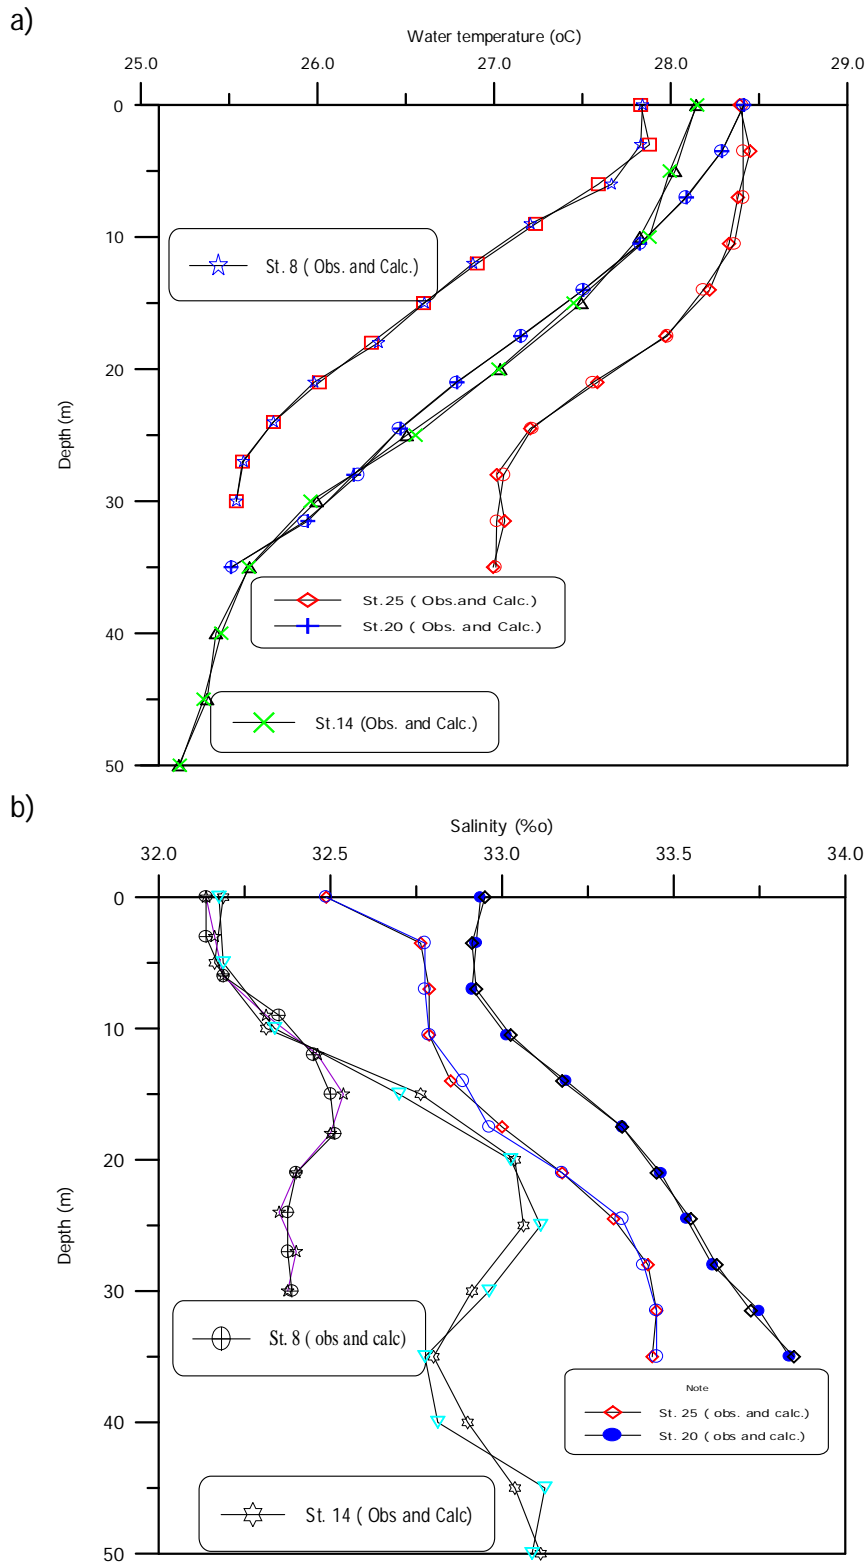 a)
Water temperature (oC)
25.0 26.0 27.0 28.0 29.0
0
10
20
30
40
50
Depth (m)
St. 8 ( Obs. and Calc.)
St.25 ( Obs.and Calc.)
St.20 ( Obs. and Calc.)
St.14 (Obs. and Calc.)
b)
Salinity (%o)
32.0 32.5 33.0 33.5 34.0
0
10
20
30
40
50
Depth (m)
St. 8 ( obs and calc)
Note
St. 25 ( obs. and calc.)
St. 20 ( obs and calc.)
St. 14 ( Obs and Calc)